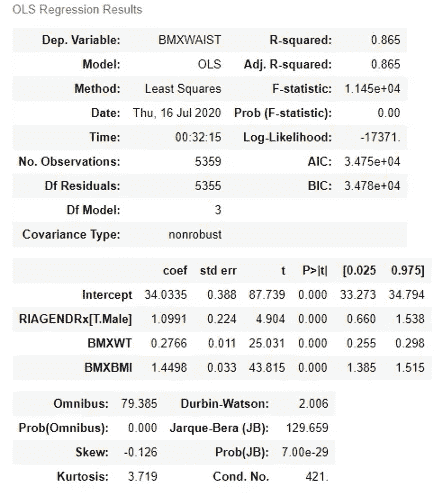 OLS Regression Results
Dep. Variable: BMXWAIST R-squared: 0.865
Model: OLS Adj. R-squared: 0.865
Method: Least Squares F-statistic: 1.145e+04
Date: Thu, 16 Jul 2020 Prob (F-statistic): 0.00
Time: 00:32:15 Log-Likelihood: -17371.
No. Observations: 5359 AIC: 3.475e+04
Df Residuals: 5355 BIC: 3.478e+04
Df Model: 3
Covariance Type: nonrobust
coef std err t P>|t| [0.025 0.975]
Intercept 34.0335 0.388 87.739 0.000 33.273 34.794
RIAGENDRx[T.Male] 1.0991 0.224 4.904 0.000 0.660 1.538
BMXWT 0.2766 0.011 25.031 0.000 0.255 0.298
BMXBMI 1.4498 0.033 43.815 0.000 1.385 1.515
Omnibus: 79.385 Durbin-Watson: 2.006
Prob(Omnibus): 0.000 Jarque-Bera (JB): 129.659
Skew: -0.126 Prob(JB): 7.00e-29
Kurtosis: 3.719 Cond. No. 421.